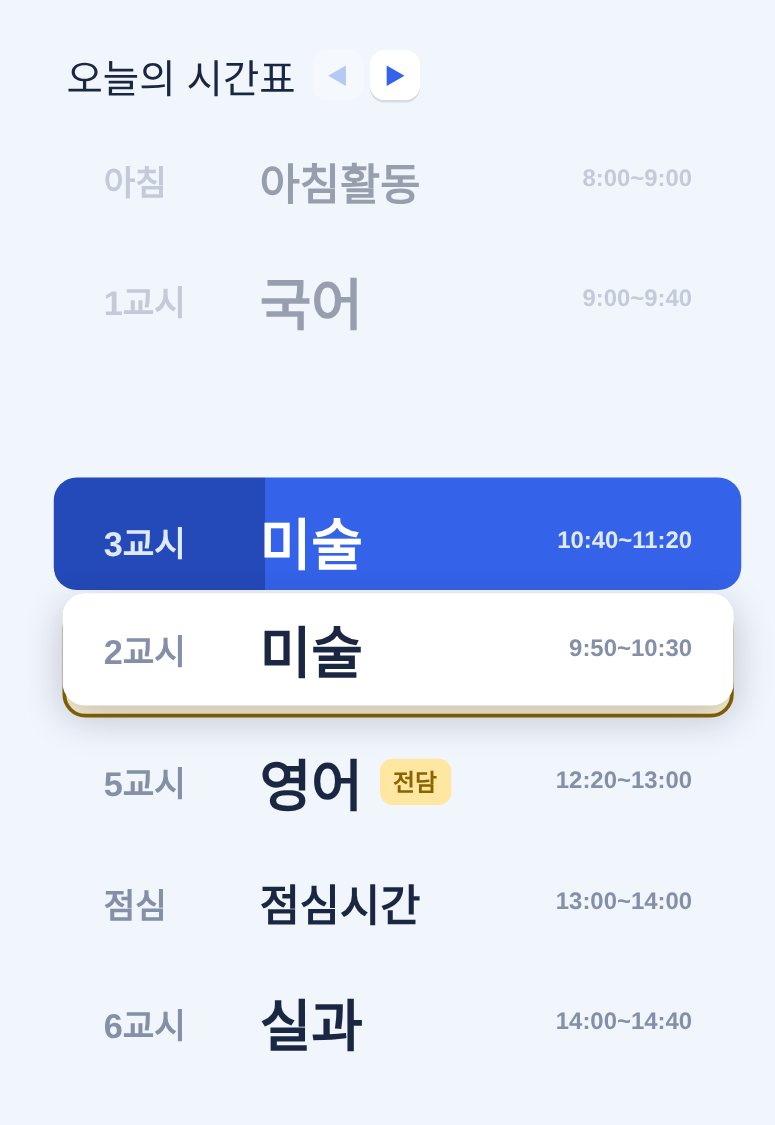 오늘의 시간표 ◀ ▶
아침 아침활동 8:00~9:00
1교시 국어 9:00~9:40
3교시 미술 10:40~11:20
2교시 미술 9:50~10:30
5교시 영어 전담 12:20~13:00
점심 점심시간 13:00~14:00
6교시 실과 14:00~14:40